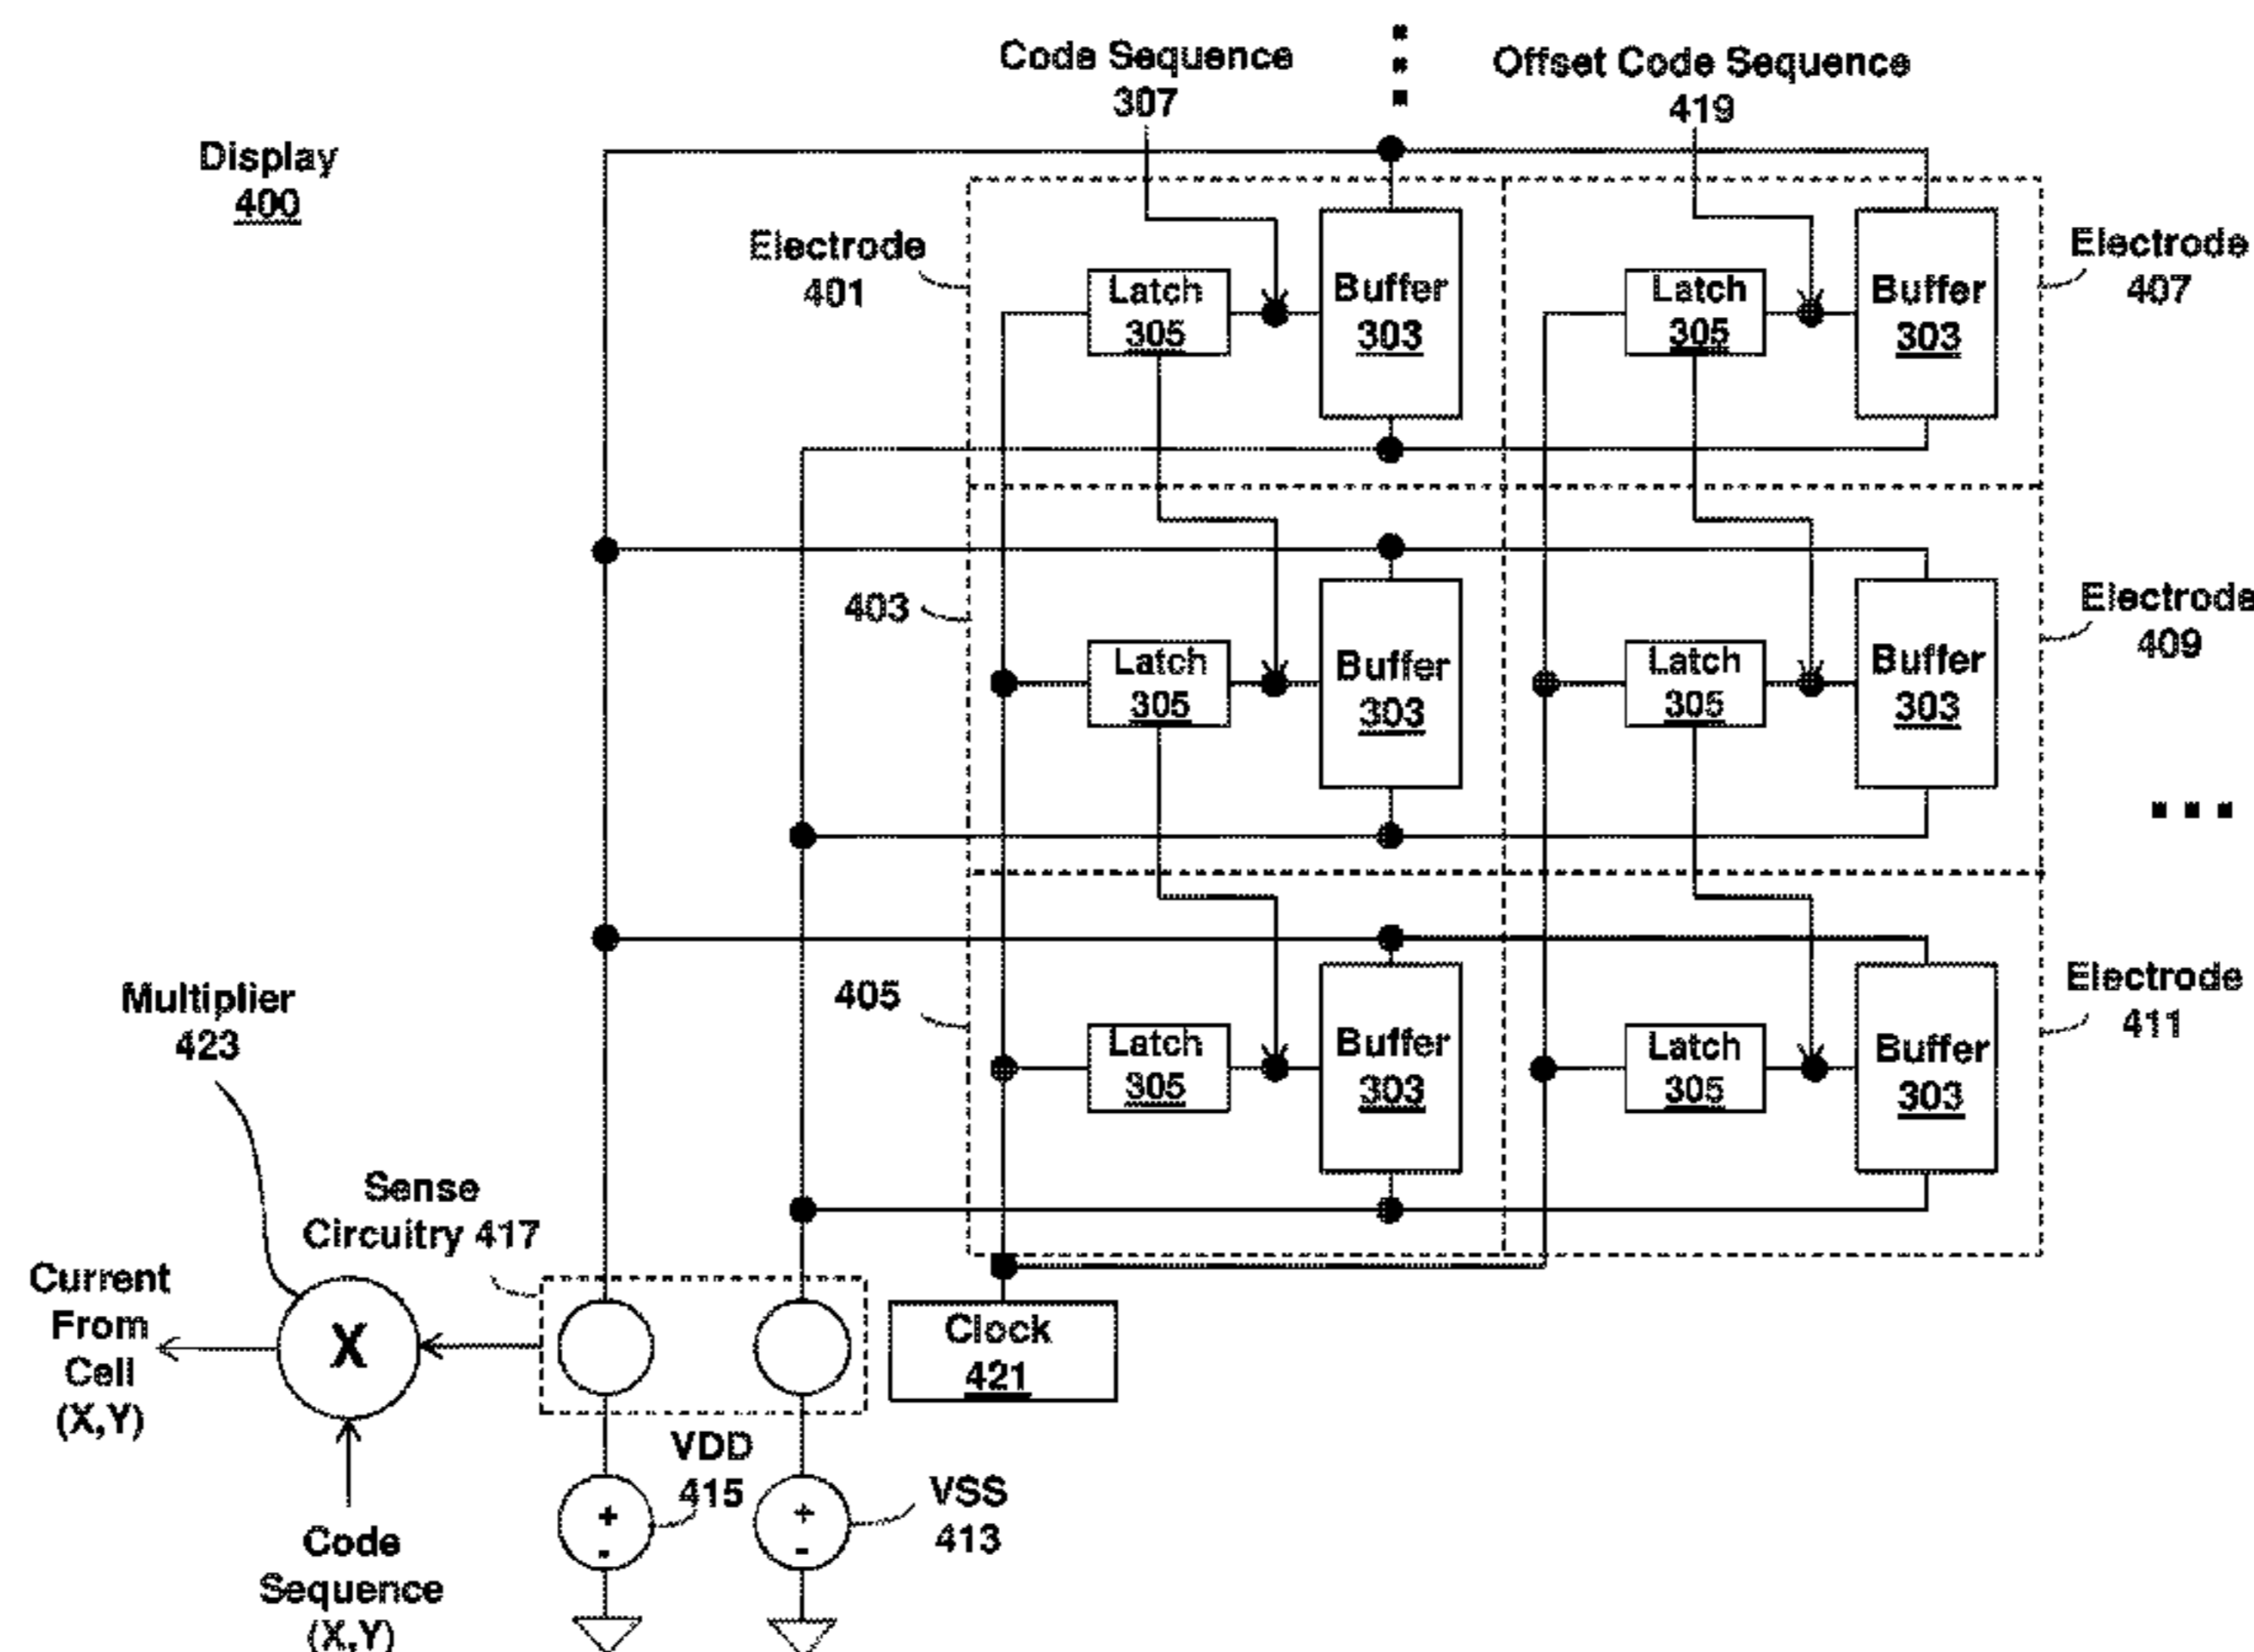 Code Sequence
307
Offset Code Sequence
419
Display
400
Electrode
401
Latch
305
Buffer
303
Latch
305
Buffer
303
Electrode
407
403
Latch
305
Buffer
303
Latch
305
Buffer
303
Electrode
409
405
Latch
305
Buffer
303
Latch
305
Buffer
303
Electrode
411
Multiplier
423
Sense
Circuitry 417
Current
From
Cell
(X,Y)
X
Clock
421
VDD
415
VSS
413
+
-
+
-
Code
Sequence
(X,Y)